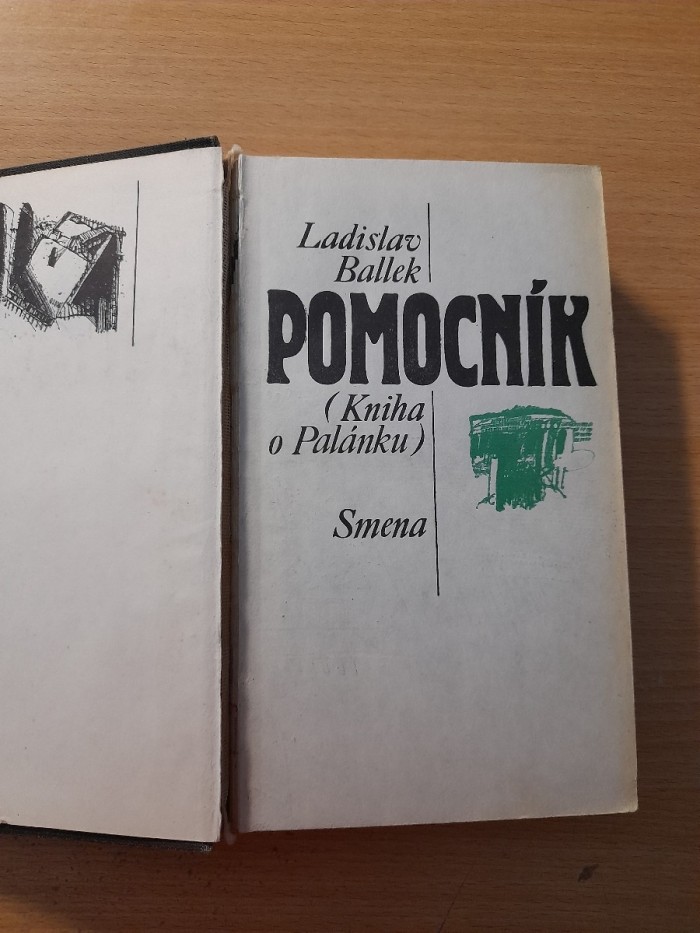 Ladislav
Ballek
POMOCNÍK
(Kniha
o Palánku)
Smena